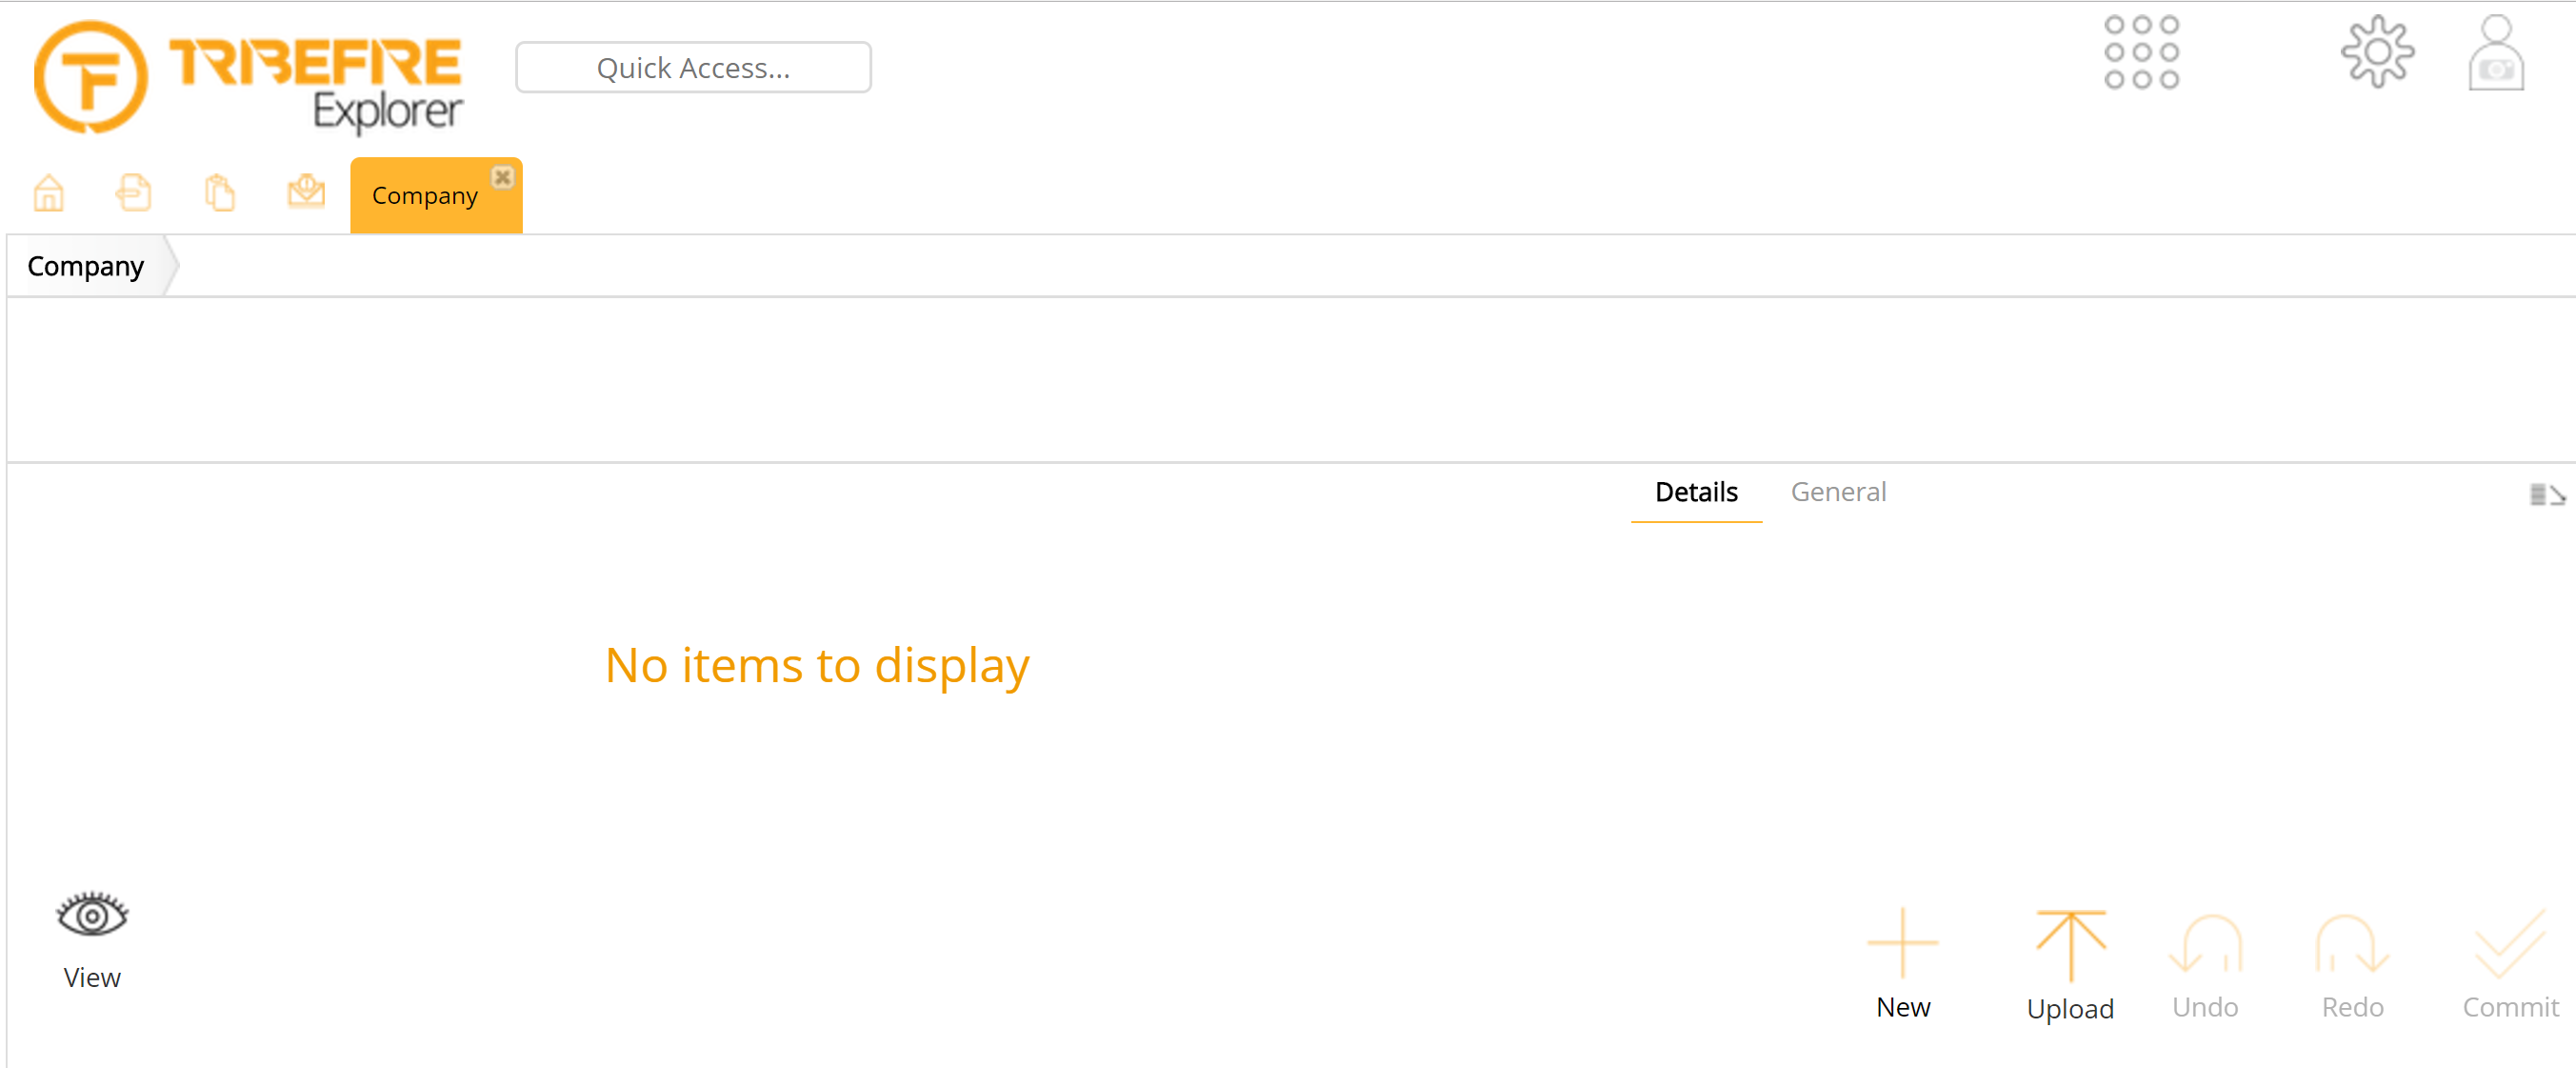 TRIBEFIRE
Explorer
Quick Access...
Company
Company
Details General
No items to display
View
New Upload Undo Redo Commit